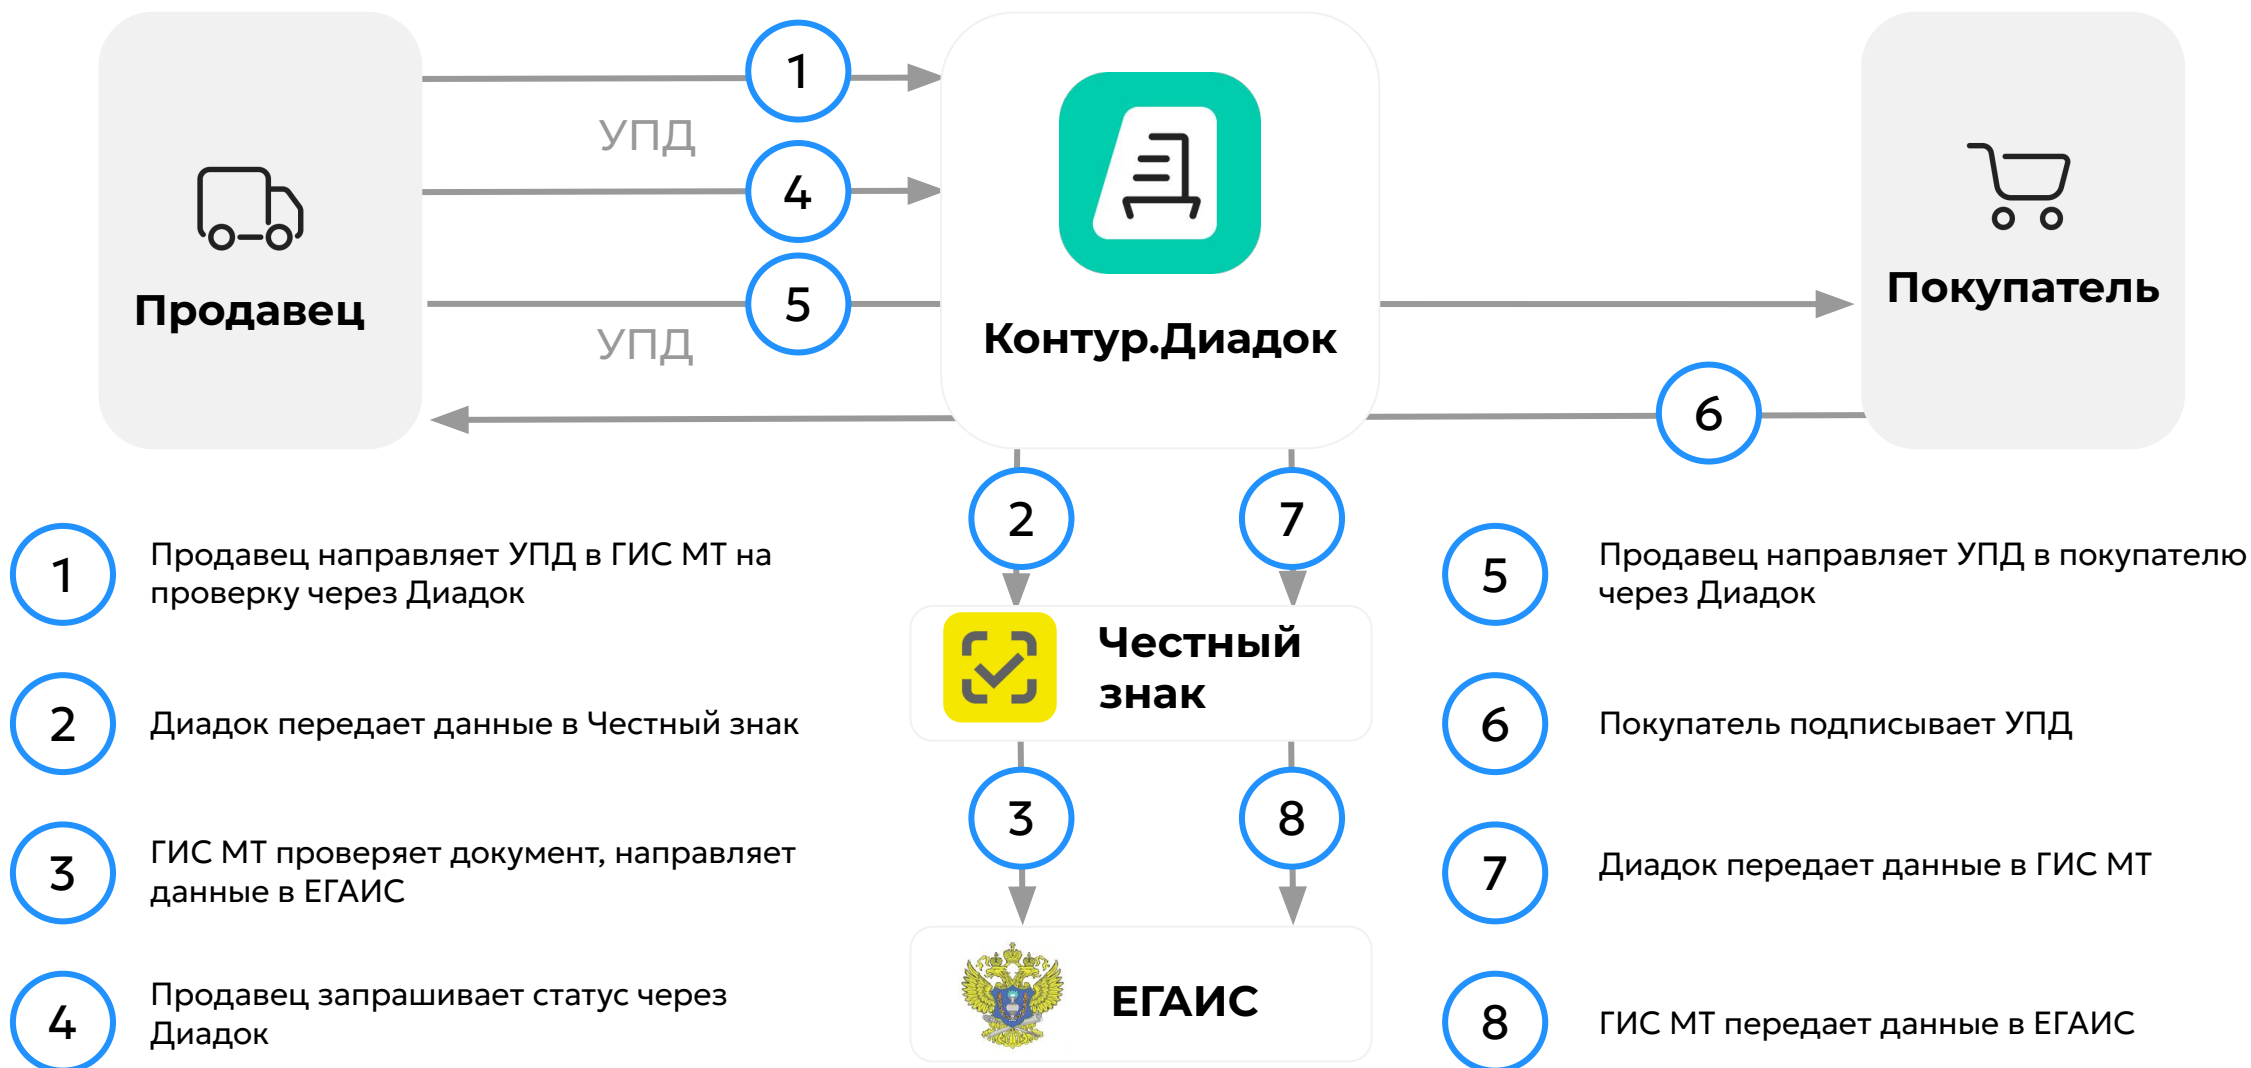 1
УПД
4
5
УПД
Продавец
Контур.Диадок
Покупатель
6
2
7
Честный
знак
3
8
ЕГАИС
1
Продавец направляет УПД в ГИС МТ на
проверку через Диадок
2
Диадок передает данные в Честный знак
3
ГИС МТ проверяет документ, направляет
данные в ЕГАИС
4
Продавец запрашивает статус через
Диадок
5
Продавец направляет УПД в покупателю
через Диадок
6
Покупатель подписывает УПД
7
Диадок передает данные в ГИС МТ
8
ГИС МТ передает данные в ЕГАИС